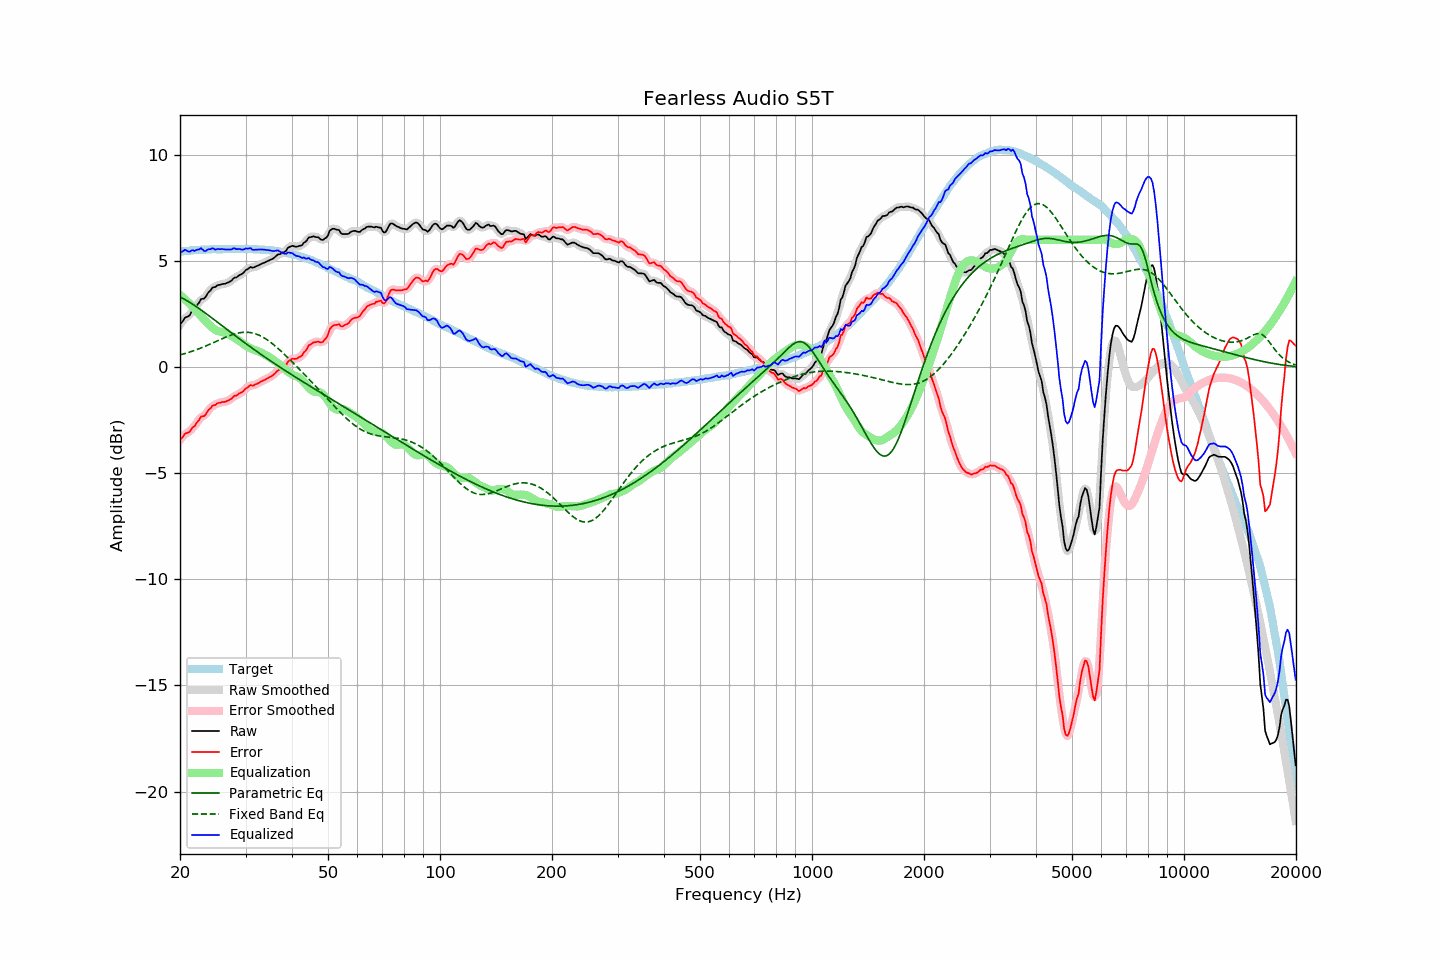 Fearless Audio S5T
Amplitude (dBr)
10
5
0
−5
−10
−15
−20
Target
Raw Smoothed
Error Smoothed
Raw
Error
Equalization
Parametric Eq
Fixed Band Eq
Equalized
20 50 100 200 500 1000 2000 5000 10000 20000
Frequency (Hz)